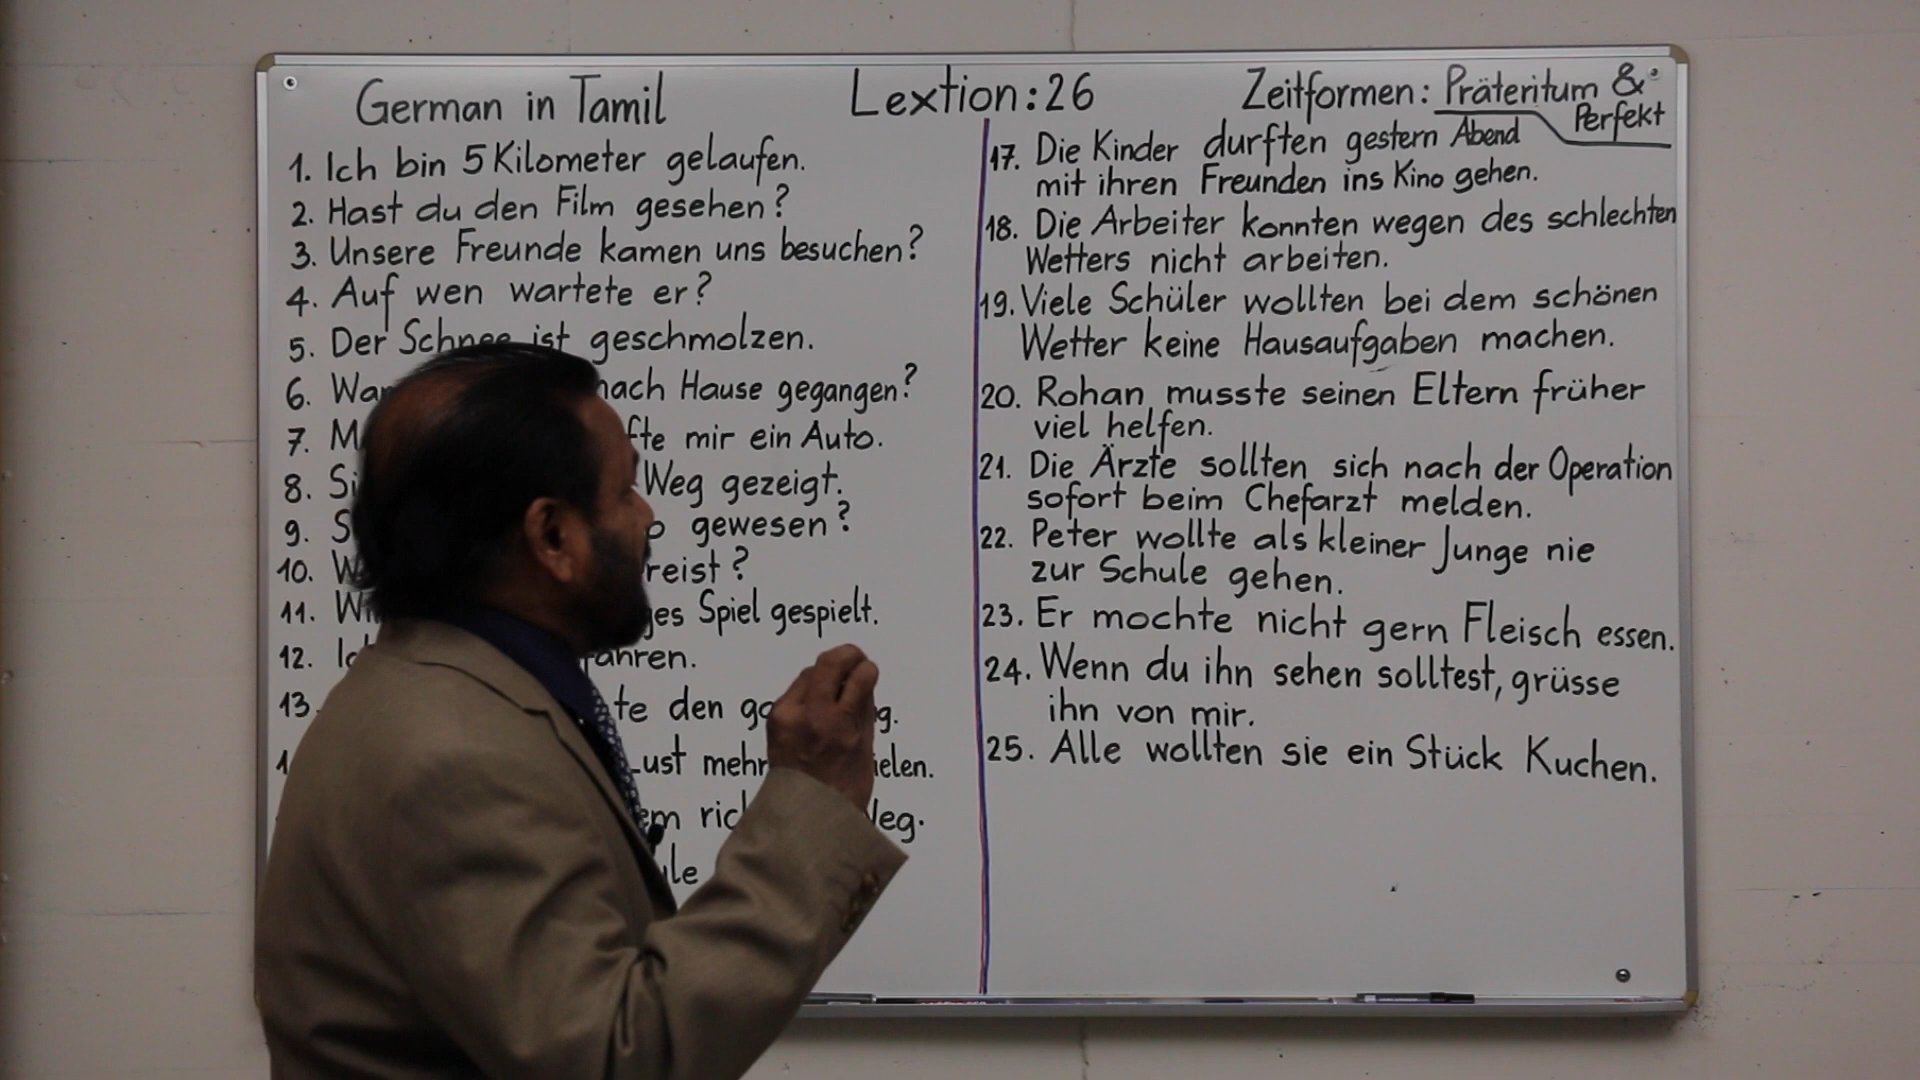 German in Tamil
Lextion:26
Zeitformen: Präteritum &
Perfekt
1. Ich bin 5 Kilometer gelaufen.
2. Hast du den Film gesehen?
3. Unsere Freunde kamen uns besuchen?
4. Auf wen wartete er?
5. Der Schnee ist geschmolzen.
6. nach Hause gegangen?
7. mir ein Auto.
8. Weg gezeigt.
9. gewesen?
10.
11. Spiel gespielt.
12.
13. den
mehr
17. Die Kinder durften gestern Abend
mit ihren Freunden ins Kino gehen.
18. Die Arbeiter konnten wegen des schlechten
Wetters nicht arbeiten.
19. Viele Schüler wollten bei dem schönen
Wetter keine Hausaufgaben machen.
20. Rohan musste seinen Eltern früher
viel helfen.
21. Die Ärzte sollten sich nach der Operation
sofort beim Chefarzt melden.
22. Peter wollte als kleiner Junge nie
zur Schule gehen.
23. Er mochte nicht gern Fleisch essen.
24. Wenn du ihn sehen solltest, grüsse
ihn von mir.
25. Alle wollten sie ein Stück Kuchen.